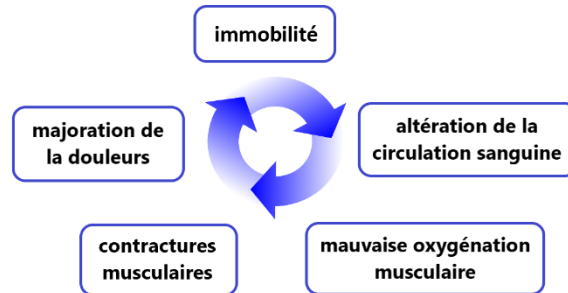 immobilité
altération de la
circulation sanguine
mauvaise oxygénation
musculaire
contractures
musculaires
majoration de
la douleurs